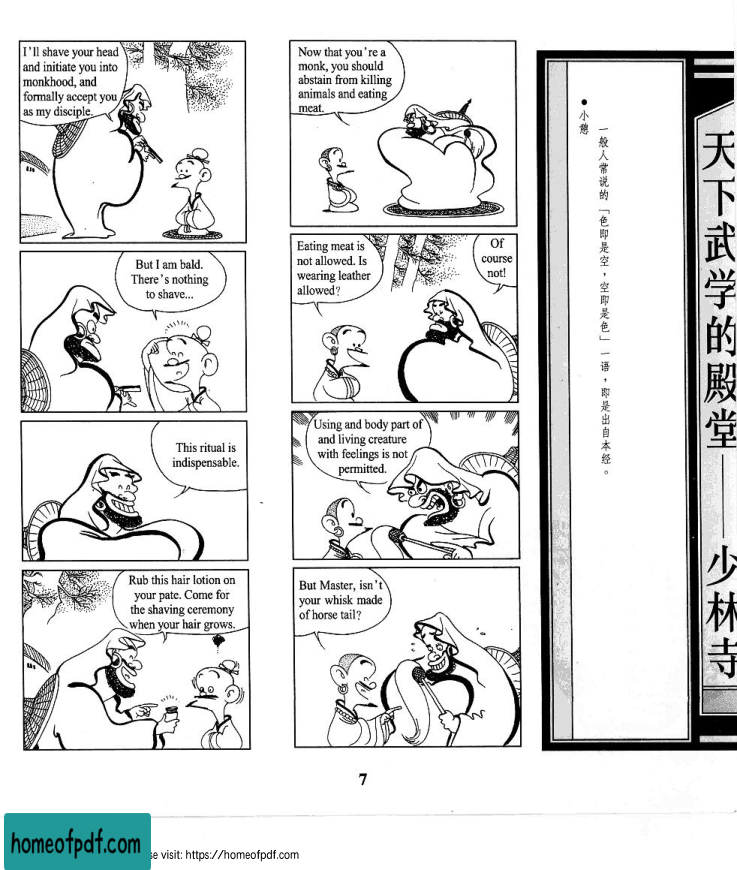 I'll shave your head
and initiate you into
monkhood, and
formally accept you
as my disciple.
But I am bald.
There's nothing
to shave...
This ritual is
indispensable.
Rub this hair lotion on
your pate. Come for
the shaving ceremony
when your hair grows.
Now that you're a
monk, you should
abstain from killing
animals and eating
meat.
Eating meat is
not allowed. Is
wearing leather
allowed?
Of
course
not!
Using and body part of
and living creature
with feelings is not
permitted.
But Master, isn't
your whisk made
of horse tail?
天下武学的殿堂——少林寺
●小憩
一般人常说的「色即是空，空即是色」一语，即是出自本经。
7
homeofpdf.com
se visit: https://homeofpdf.com